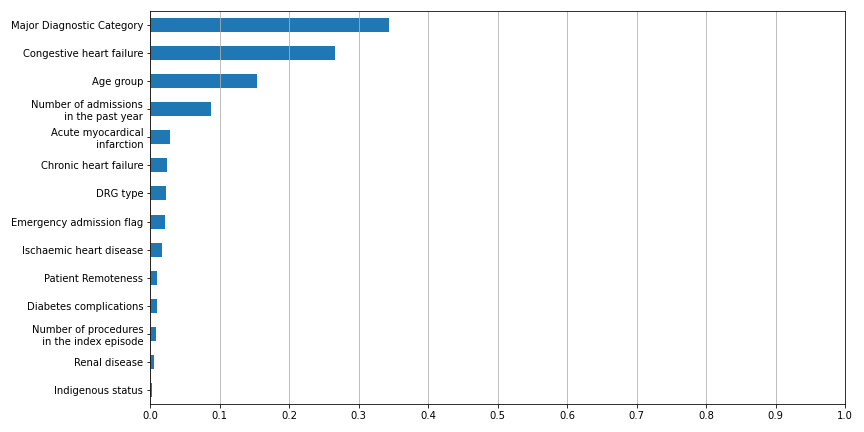 Major Diagnostic Category
Congestive heart failure
Age group
Number of admissions
in the past year
Acute myocardical
infarction
Chronic heart failure
DRG type
Emergency admission flag
Ischaemic heart disease
Patient Remoteness
Diabetes complications
Number of procedures
in the index episode
Renal disease
Indigenous status
0.0 0.1 0.2 0.3 0.4 0.5 0.6 0.7 0.8 0.9 1.0